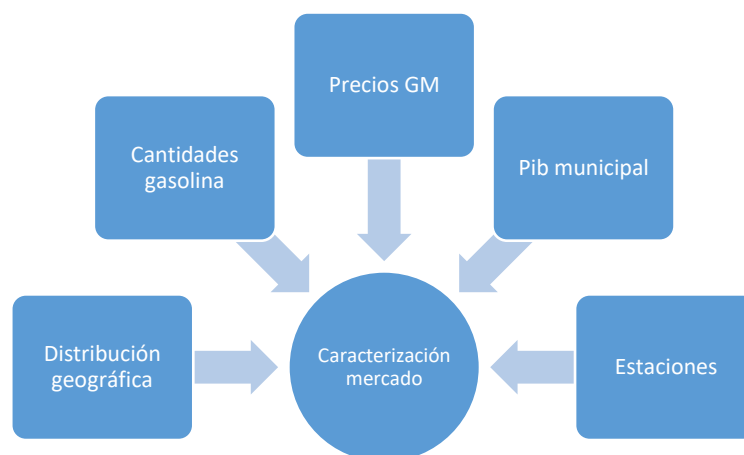 Precios GM
Cantidades
gasolina
Pib municipal
Distribución
geográfica
Caracterización
mercado
Estaciones